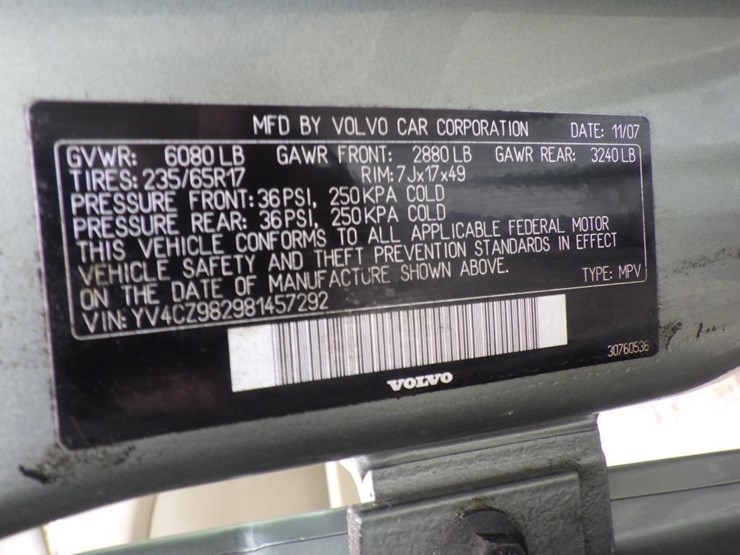 MFD BY VOLVO CAR CORPORATION DATE: 11/07
GVWR: 6080 LB GAWR FRONT: 2880 LB GAWR REAR: 3240 LB
TIRES: 235/65R17 RIM: 7Jx17x49
PRESSURE FRONT: 36 PSI, 250 KPA COLD
PRESSURE REAR: 36 PSI, 250 KPA COLD
THIS VEHICLE CONFORMS TO ALL APPLICABLE FEDERAL MOTOR
VEHICLE SAFETY AND THEFT PREVENTION STANDARDS IN EFFECT
ON THE DATE OF MANUFACTURE SHOWN ABOVE.
VIN: YV4CZ982981457292 TYPE: MPV
30760536
VOLVO